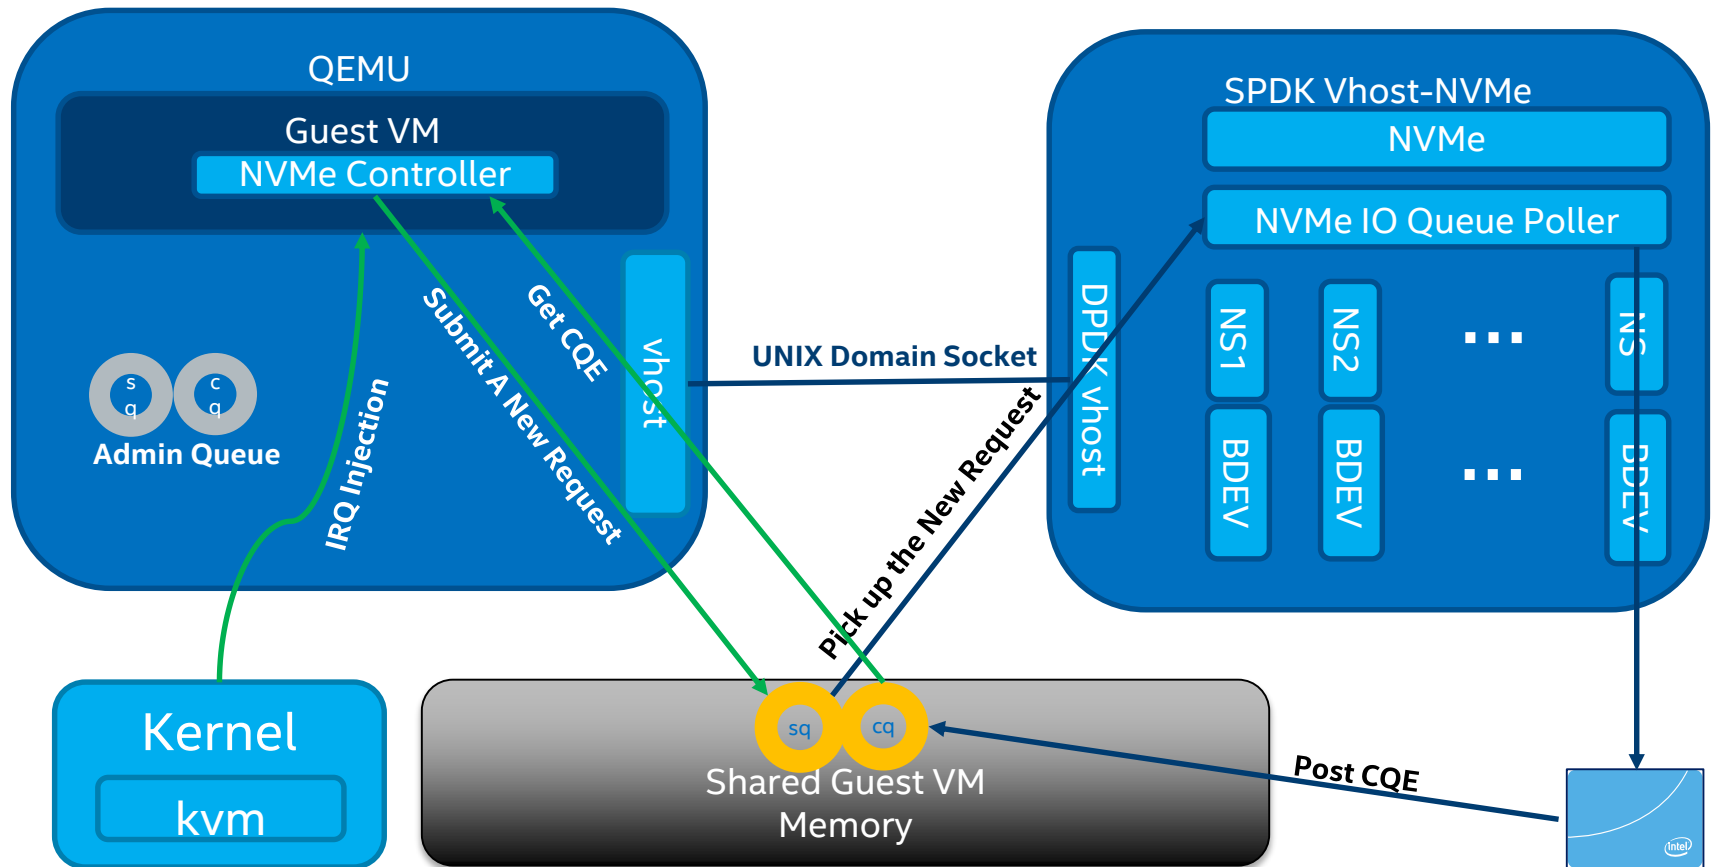 QEMU
Guest VM
NVMe Controller
Submit A New Request
Get CQE
vhost
s
q
c
q
Admin Queue
IRQ Injection
UNIX Domain Socket
Pick up the New Request
SPDK Vhost-NVMe
NVMe
NVMe IO Queue Poller
DPDK vhost
NS1
NS2
...
NS
BDEV
BDEV
...
BDEV
Kernel
kvm
sq
cq
Shared Guest VM
Memory
Post CQE
(intel)